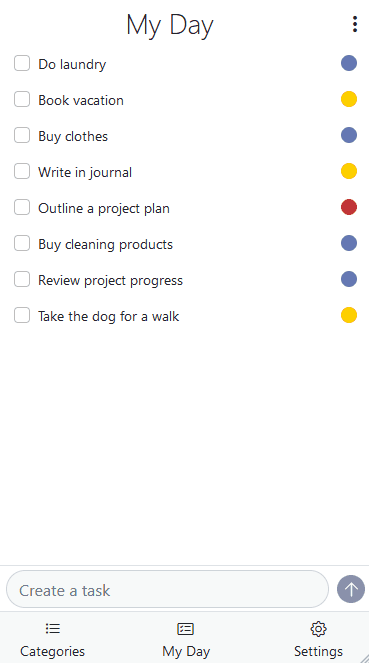 My Day
Do laundry
Book vacation
Buy clothes
Write in journal
Outline a project plan
Buy cleaning products
Review project progress
Take the dog for a walk
Create a task
Categories
My Day
Settings